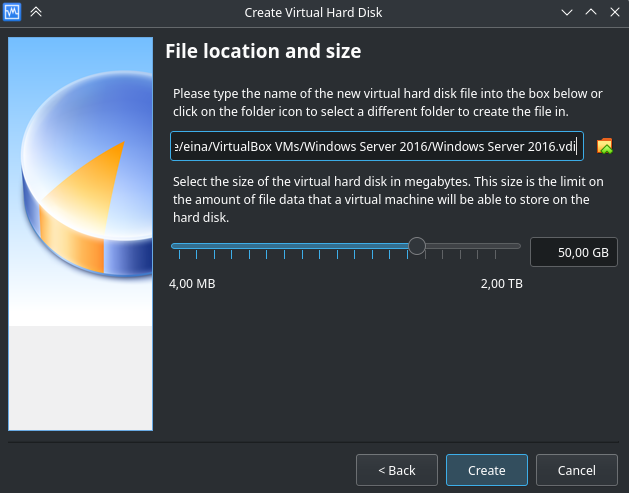 Create Virtual Hard Disk
File location and size
Please type the name of the new virtual hard disk file into the box below or
click on the folder icon to select a different folder to create the file in.
e/eina/VirtualBox VMs/Windows Server 2016/Windows Server 2016.vdi
Select the size of the virtual hard disk in megabytes. This size is the limit on
the amount of file data that a virtual machine will be able to store on the
hard disk.
50,00 GB
4,00 MB
2,00 TB
< Back
Create
Cancel